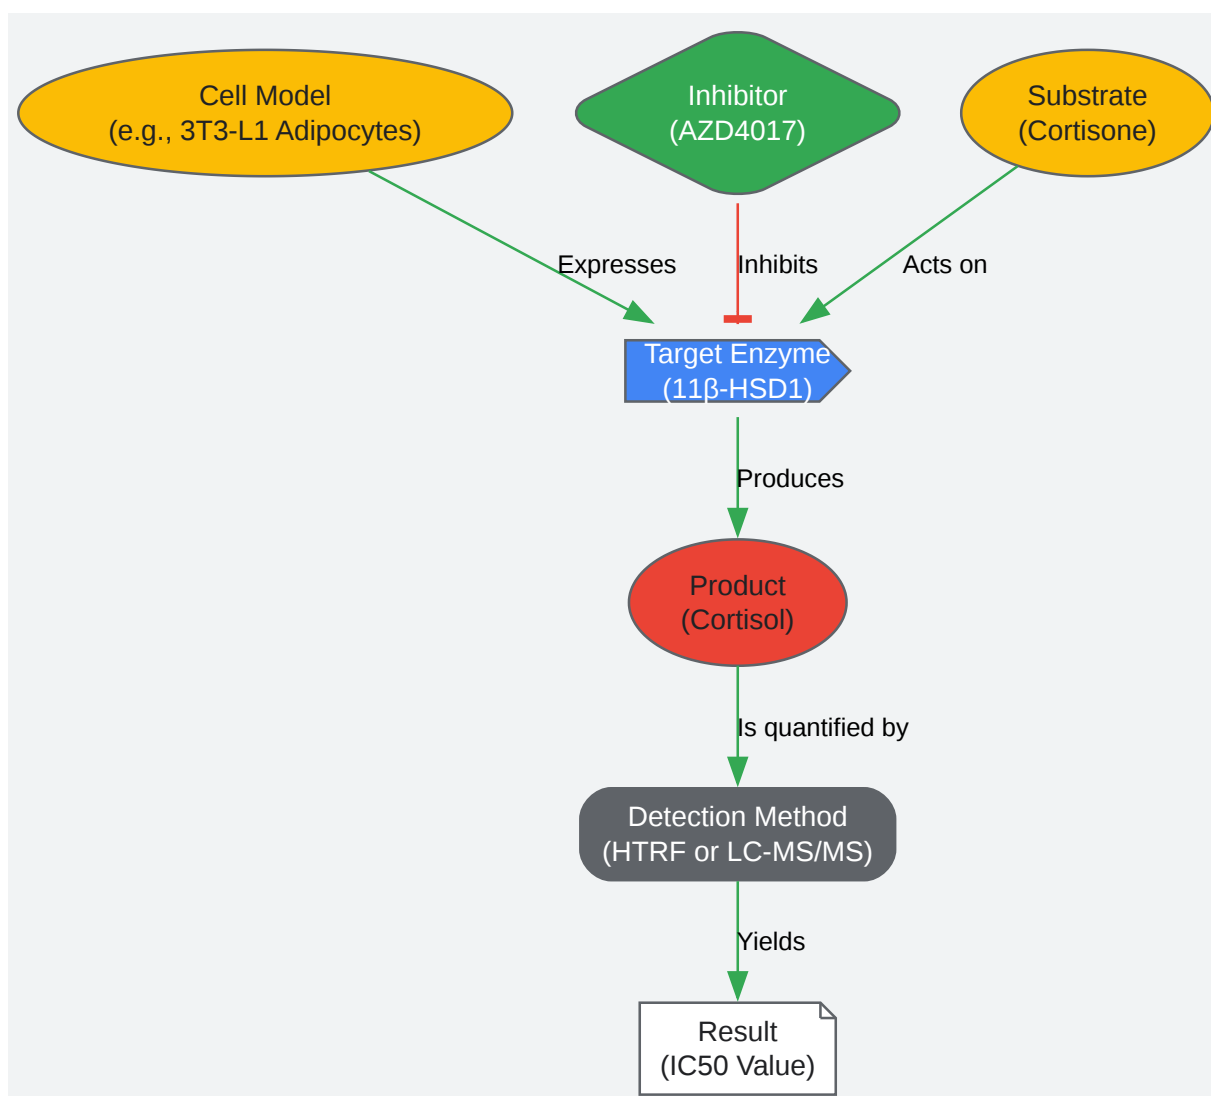 Cell Model
(e.g., 3T3-L1 Adipocytes)
Inhibitor
(AZD4017)
Substrate
(Cortisone)
Expresses
Inhibits
Acts on
Target Enzyme
(11β-HSD1)
Produces
Product
(Cortisol)
Is quantified by
Detection Method
(HTRF or LC-MS/MS)
Yields
Result
(IC50 Value)